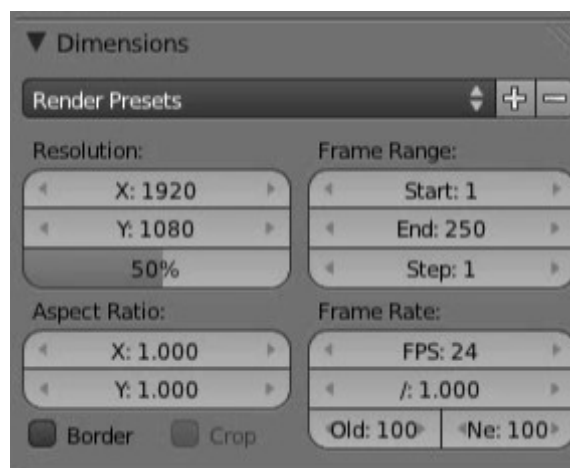 Dimensions
Render Presets
Resolution:
X: 1920
Y: 1080
50%
Aspect Ratio:
X: 1.000
Y: 1.000
Border Crop
Frame Range:
Start: 1
End: 250
Step: 1
Frame Rate:
FPS: 24
/: 1.000
Old: 100 Ne: 100